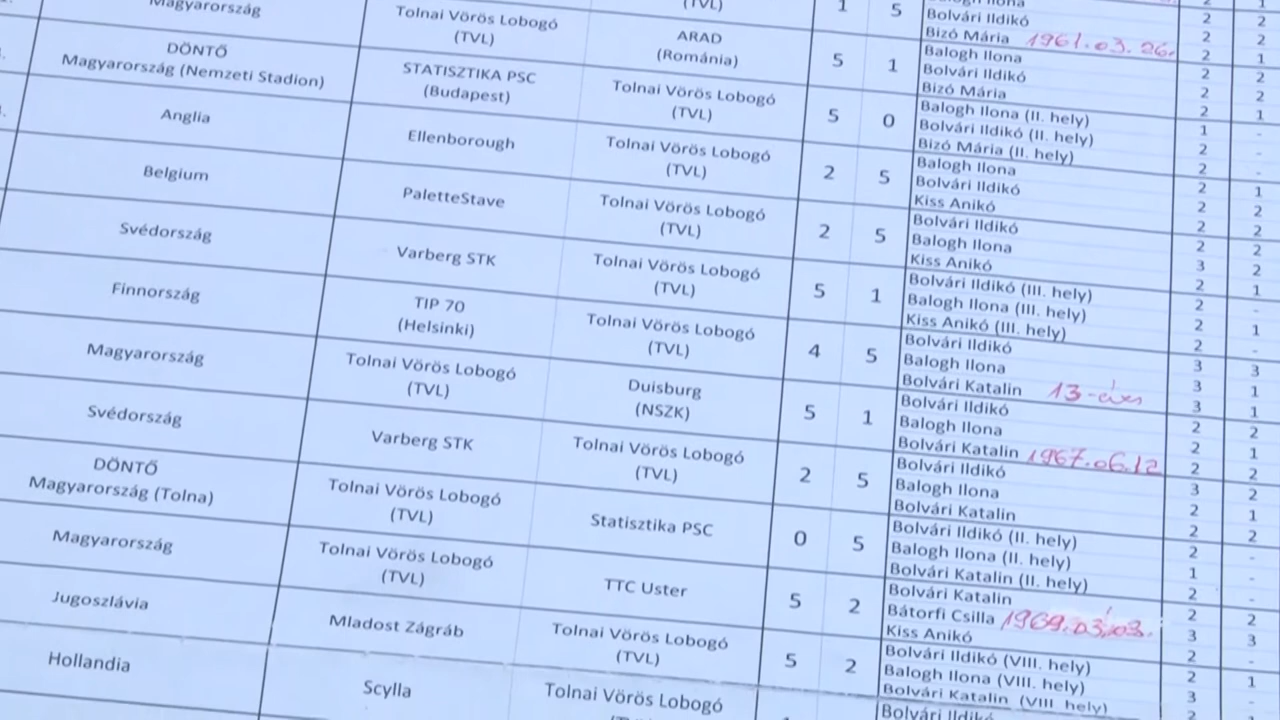 Magyarország
Tolnai Vörös Lobogó
(TVL)
(TVL)
1 5
Balogh Ilona 2 1
Bolvári Ildikó 2 2
Bizó Mária 1961.03.26. 2 2
DÖNTŐ
Magyarország (Nemzeti Stadion)
STATISZTIKA PSC
(Budapest)
ARAD
(Románia)
5 1
Balogh Ilona 2 1
Bolvári Ildikó 2 2
Bizó Mária 2 2
Anglia
Ellenborough
Tolnai Vörös Lobogó
(TVL)
5 0
Balogh Ilona (II. hely) 2 1
Bolvári Ildikó (II. hely) 1 -
Bizó Mária (II. hely) 2 -
Belgium
PaletteStave
Tolnai Vörös Lobogó
(TVL)
2 5
Balogh Ilona 2 -
Bolvári Ildikó 2 1
Kiss Anikó 2 2
Svédország
Varberg STK
Tolnai Vörös Lobogó
(TVL)
2 5
Bolvári Ildikó 2 2
Balogh Ilona 2 2
Kiss Anikó 3 2
Finnország
TIP 70
(Helsinki)
Tolnai Vörös Lobogó
(TVL)
5 1
Bolvári Ildikó (III. hely) 2 1
Balogh Ilona (III. hely) 2 -
Kiss Anikó (III. hely) 2 1
Magyarország
Tolnai Vörös Lobogó
(TVL)
Tolnai Vörös Lobogó
(TVL)
4 5
Bolvári Ildikó 2 -
Balogh Ilona 3 3
Bolvári Katalin 13-éves 3 1
Svédország
Varberg STK
Duisburg
(NSZK)
5 1
Bolvári Ildikó 3 1
Balogh Ilona 2 2
Bolvári Katalin 1967.06.12 2 1
DÖNTŐ
Magyarország (Tolna)
Tolnai Vörös Lobogó
(TVL)
Tolnai Vörös Lobogó
(TVL)
2 5
Bolvári Ildikó 2 2
Balogh Ilona 3 2
Bolvári Katalin 2 1
Magyarország
Tolnai Vörös Lobogó
(TVL)
Statisztika PSC
0 5
Bolvári Ildikó (II. hely) 2 2
Balogh Ilona (II. hely) 2 -
Bolvári Katalin (II. hely) 1 -
Jugoszlávia
Mladost Zágráb
TTC Uster
5 2
Bolvári Katalin 2 -
Bátorfi Csilla 1969.03.03. 2 2
Kiss Anikó 3 3
Hollandia
Scylla
Tolnai Vörös Lobogó
(TVL)
5 2
Bolvári Ildikó (VIII. hely) 2 -
Balogh Ilona (VIII. hely) 2 1
Bolvári Katalin (VIII. hely) 3 -
Tolnai Vörös Lobogó
Bolvári Ildikó